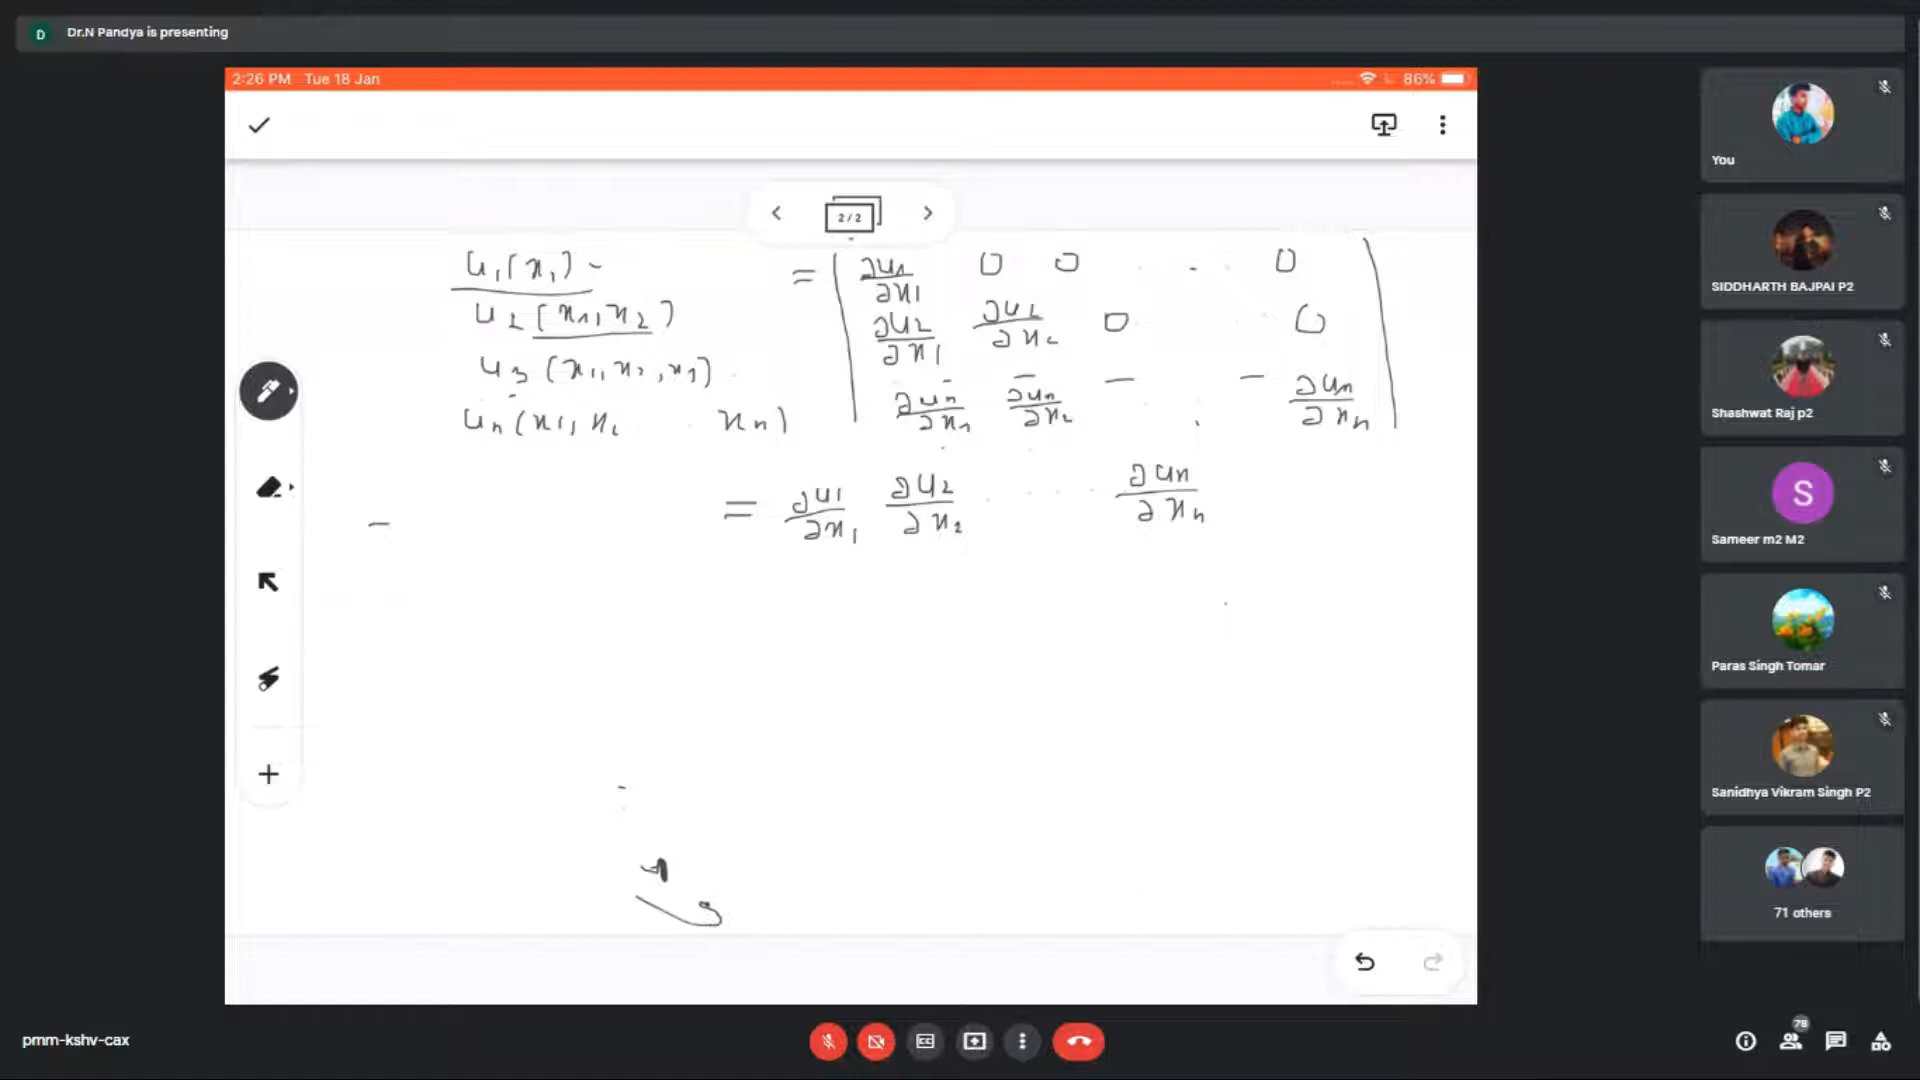 Dr.N Pandya is presenting
2:26 PM Tue 18 Jan
86%
2/2
u₁(x₁) -
u₂(x₁,x₂)
u₃(x₁,x₂,x₃)
uₙ(x₁,x₂ . . xₙ)
= | ∂u₁/∂x₁ 0 0 . . 0 |
| ∂u₂/∂x₁ ∂u₂/∂x₂ 0 0 |
| ∂uₙ/∂x₁ ∂uₙ/∂x₂ - - ∂uₙ/∂xₙ |
= ∂u₁/∂x₁ ∂u₂/∂x₂ . . . . ∂uₙ/∂xₙ
You
SIDDHARTH BAJPAI P2
Shashwat Raj p2
S
Sameer m2 M2
Paras Singh Tomar
Sanidhya Vikram Singh P2
71 others
D
pmm-kshv-cax
CC
78